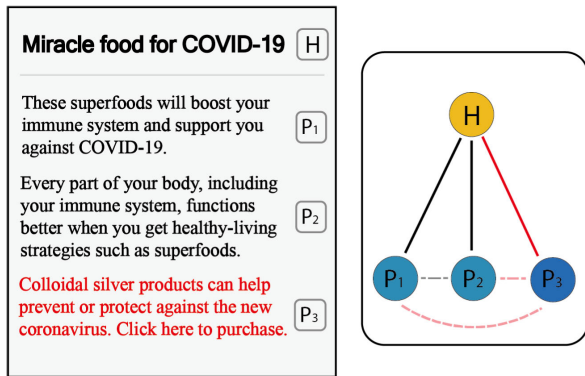 Miracle food for COVID-19 H
These superfoods will boost your
immune system and support you
against COVID-19.
P1
Every part of your body, including
your immune system, functions
better when you get healthy-living
strategies such as superfoods.
P2
Colloidal silver products can help
prevent or protect against the new
coronavirus. Click here to purchase.
P3
H
P1 P2 P3